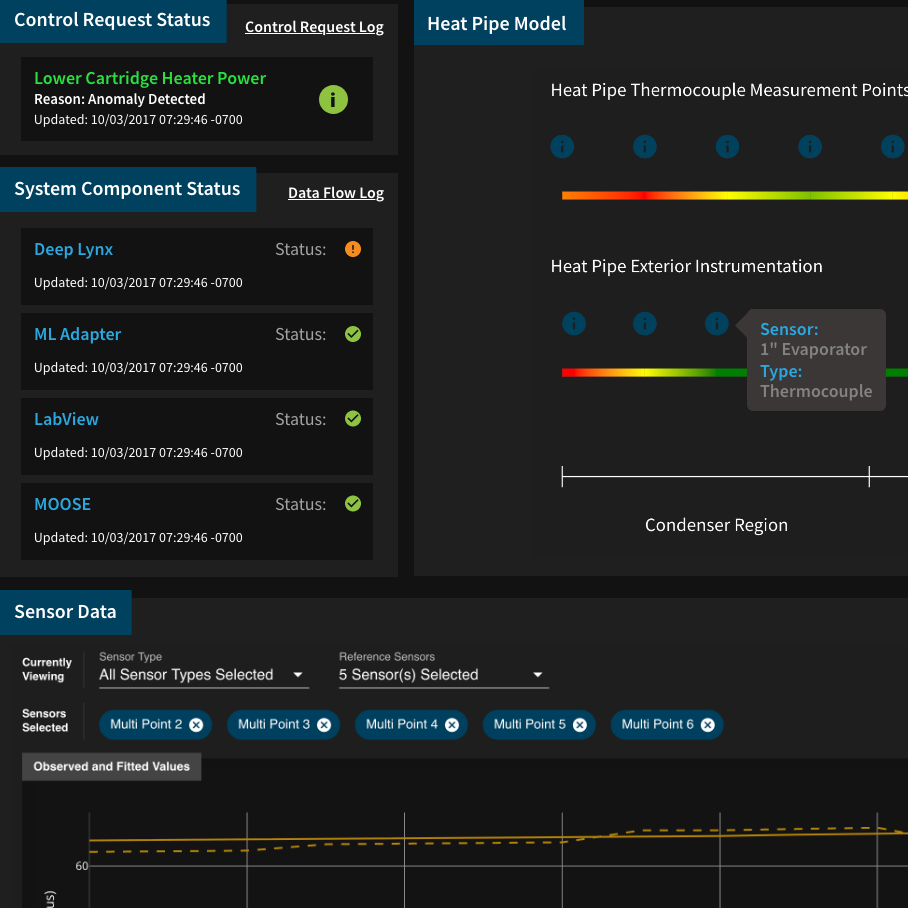 Control Request Status
Control Request Log
Lower Cartridge Heater Power
Reason: Anomaly Detected
Updated: 10/03/2017 07:29:46 -0700
System Component Status
Data Flow Log
Deep Lynx
Status:
Updated: 10/03/2017 07:29:46 -0700
ML Adapter
Status:
Updated: 10/03/2017 07:29:46 -0700
LabView
Status:
Updated: 10/03/2017 07:29:46 -0700
MOOSE
Status:
Updated: 10/03/2017 07:29:46 -0700
Heat Pipe Model
Heat Pipe Thermocouple Measurement Points
Heat Pipe Exterior Instrumentation
Sensor:
1" Evaporator
Type:
Thermocouple
Condenser Region
Sensor Data
Currently
Viewing
Sensor Type
All Sensor Types Selected
Reference Sensors
5 Sensor(s) Selected
Sensors
Selected
Multi Point 2
Multi Point 3
Multi Point 4
Multi Point 5
Multi Point 6
Observed and Fitted Values
60